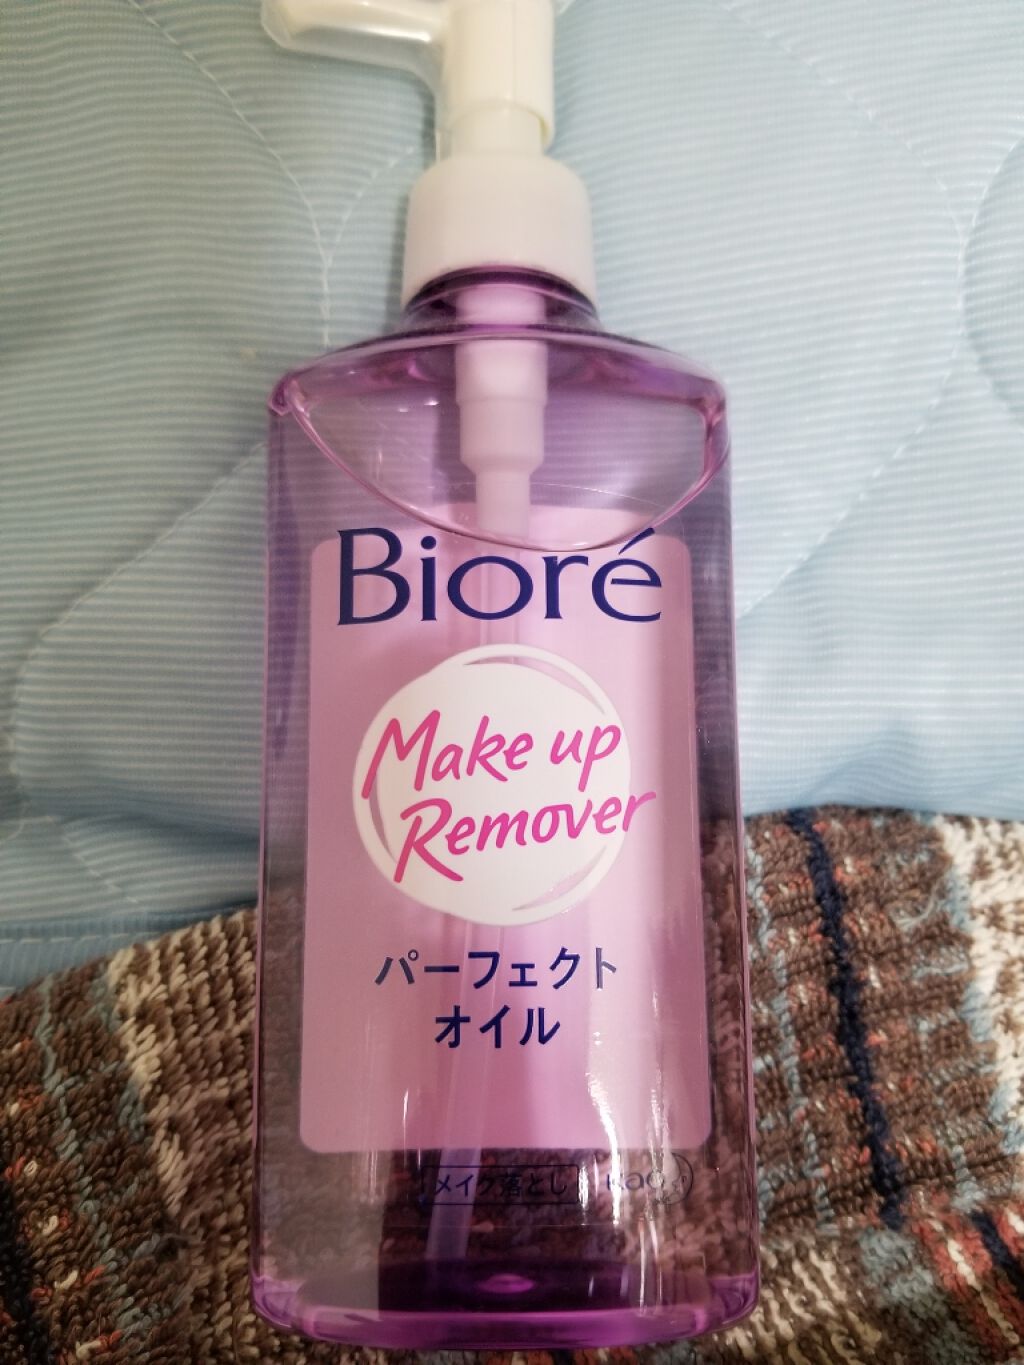 Bioré
Make up
Remover
パーフェクト
オイル
メイク落とし
Kao